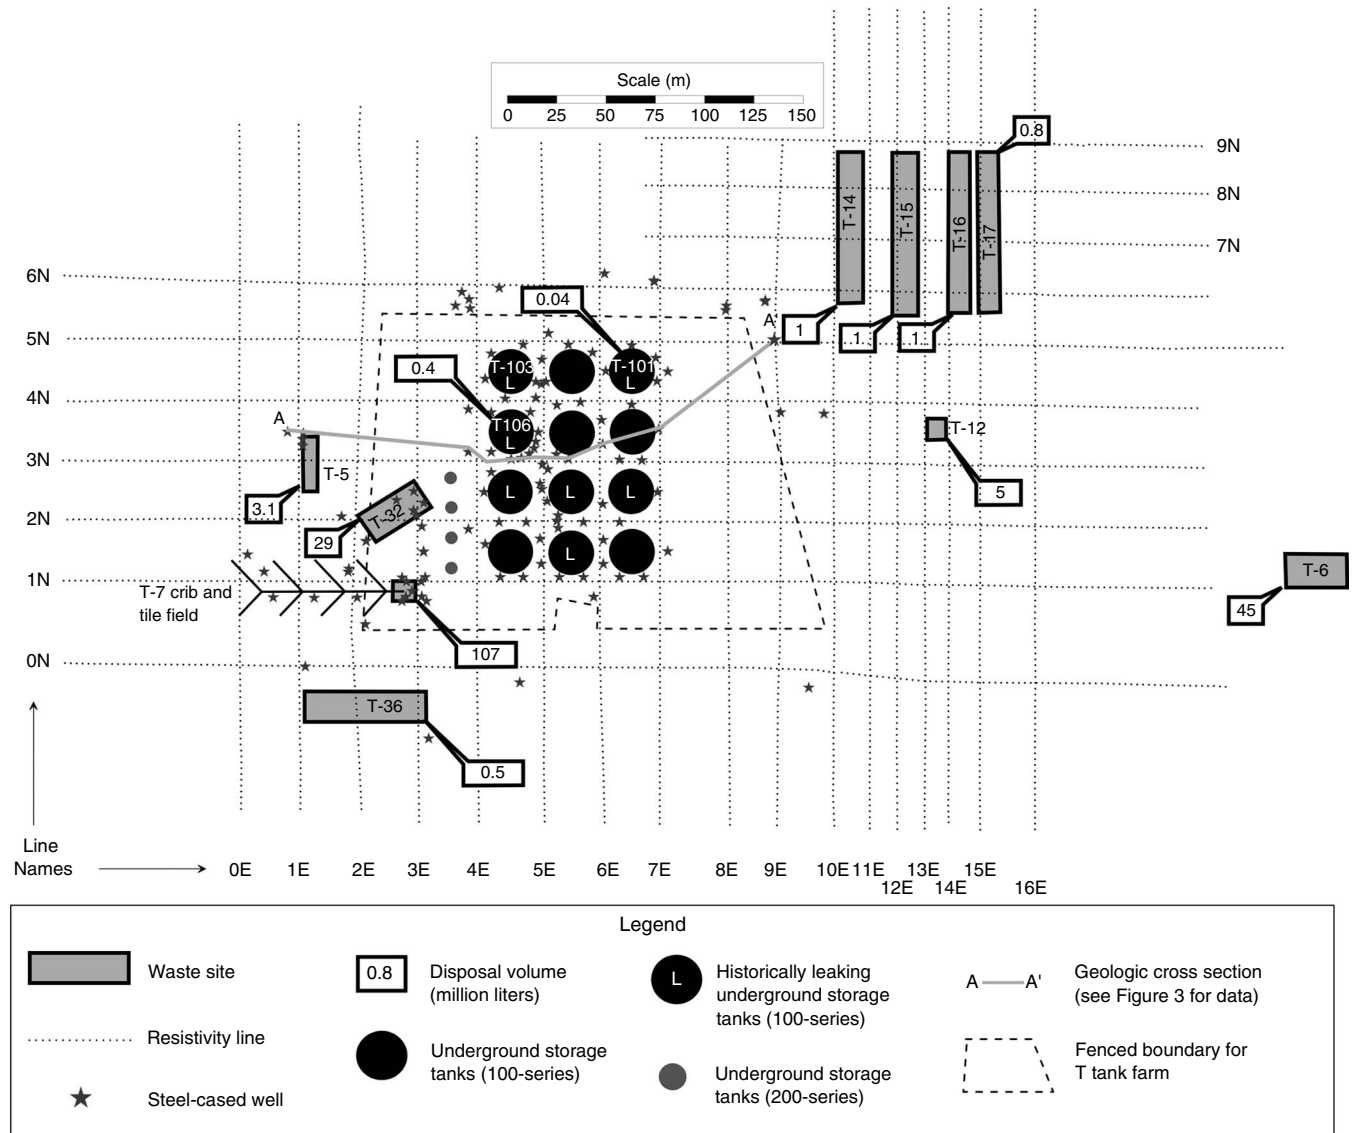 Scale (m)
0 25 50 75 100 125 150
0.8
9N
8N
7N
T-14
T-15
T-16
T-17
6N
0.04
A'
1
1
1
5N
T-103
L
T-101
L
0.4
4N
A
T106
L
T-12
3N
T-5
3.1
L
L
L
5
2N
T-32
29
L
1N
T-7 crib and
tile field
T-6
45
107
0N
T-36
0.5
Line
Names
0E 1E 2E 3E 4E 5E 6E 7E 8E 9E 10E 11E 12E 13E 14E 15E 16E
Legend
Waste site
0.8
Disposal volume
(million liters)
L
Historically leaking
underground storage
tanks (100-series)
A A'
Geologic cross section
(see Figure 3 for data)
Resistivity line
Underground storage
tanks (100-series)
Underground storage
tanks (200-series)
Fenced boundary for
T tank farm
Steel-cased well